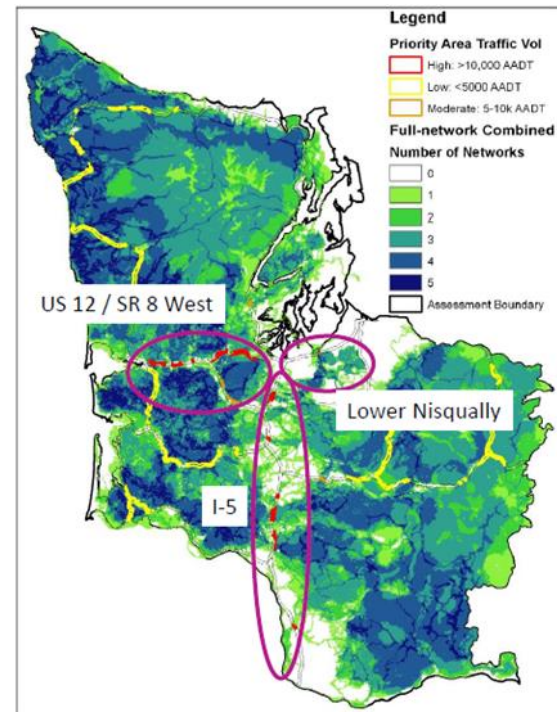 Legend
Priority Area Traffic Vol
High: >10,000 AADT
Low: <5000 AADT
Moderate: 5-10k AADT
Full-network Combined
Number of Networks
0
1
2
3
4
5
Assessment Boundary
US 12 / SR 8 West
Lower Nisqually
I-5